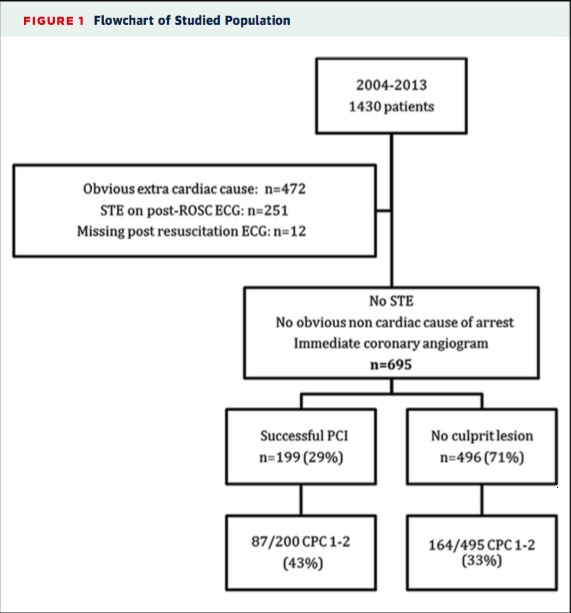 FIGURE 1 Flowchart of Studied Population
2004-2013
1430 patients
Obvious extra cardiac cause: n=472
STE on post-ROSC ECG: n=251
Missing post resuscitation ECG: n=12
No STE
No obvious non cardiac cause of arrest
Immediate coronary angiogram
n=695
Successful PCI
n=199 (29%)
No culprit lesion
n=496 (71%)
87/200 CPC 1-2
(43%)
164/495 CPC 1-2
(33%)